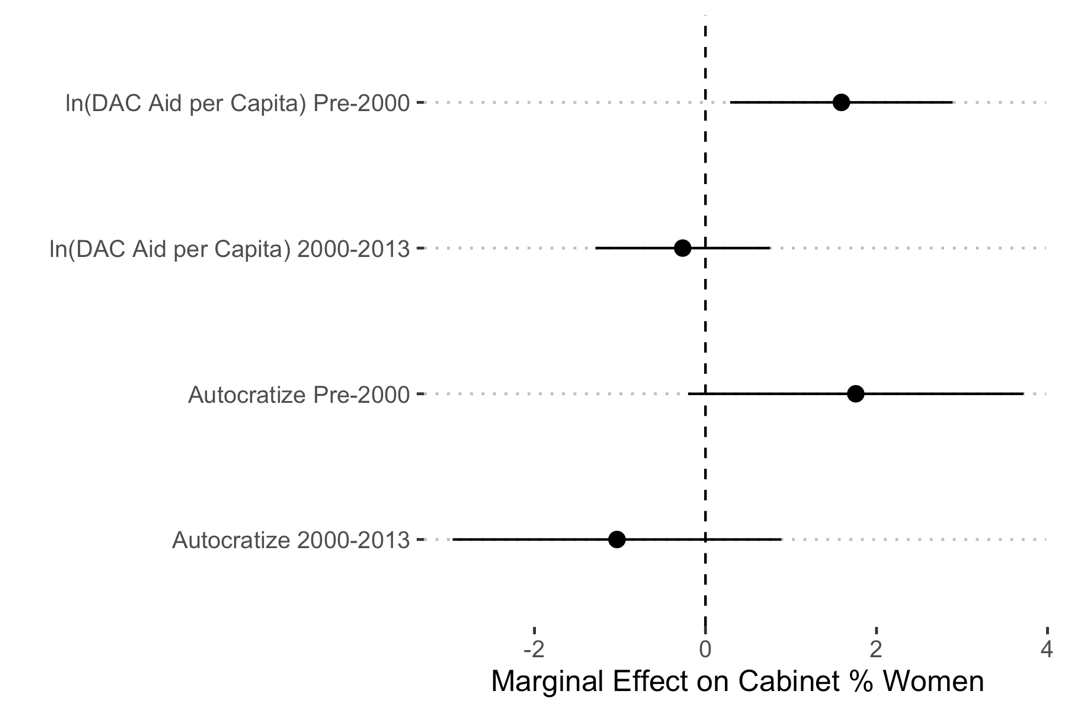 ln(DAC Aid per Capita) Pre-2000
ln(DAC Aid per Capita) 2000-2013
Autocratize Pre-2000
Autocratize 2000-2013
-2 0 2 4
Marginal Effect on Cabinet % Women